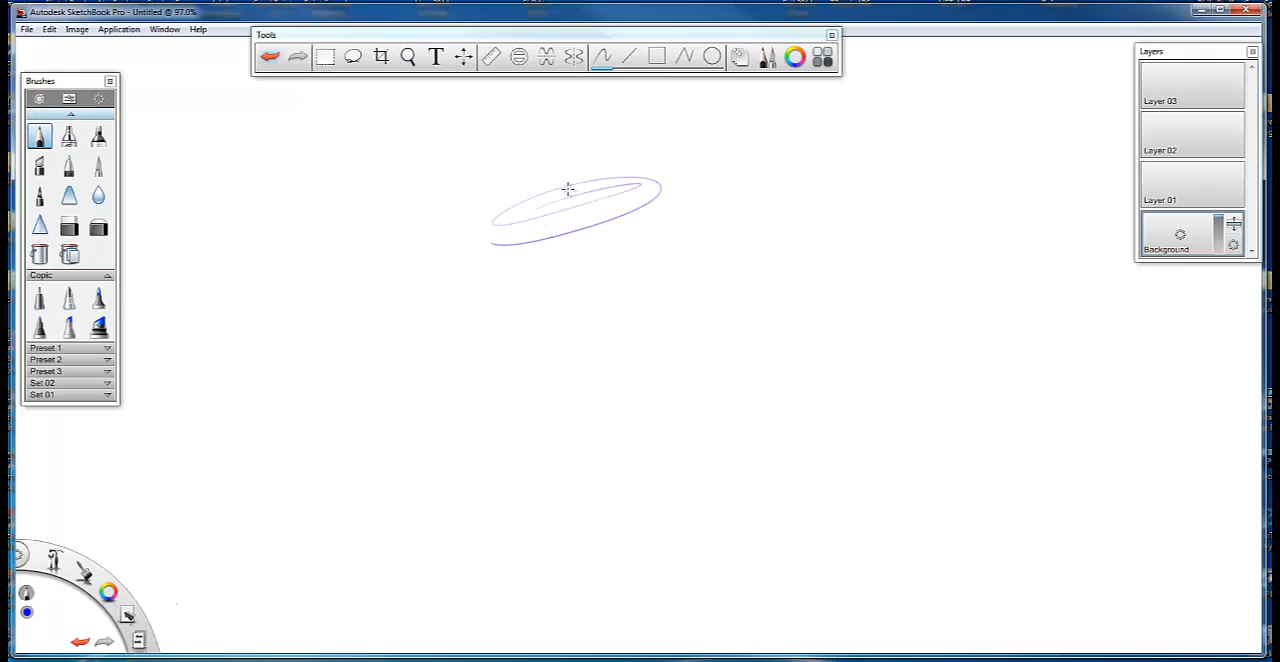 Autodesk SketchBook Pro - Untitled @ 97.0%
File Edit Image Application Window Help
Tools
T
Brushes
Copic
Preset 1
Preset 2
Preset 3
Set 02
Set 01
Layers
Layer 03
Layer 02
Layer 01
Background